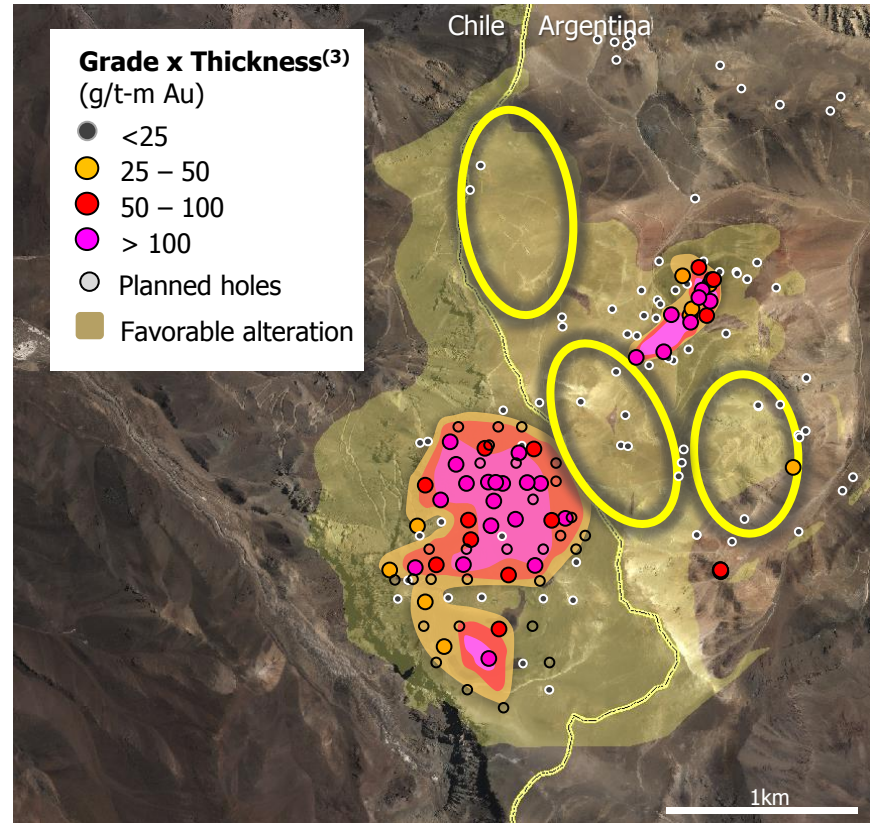 Chile
Argentina
Grade x Thickness(3)
(g/t-m Au)
<25
25 – 50
50 – 100
> 100
Planned holes
Favorable alteration
1km